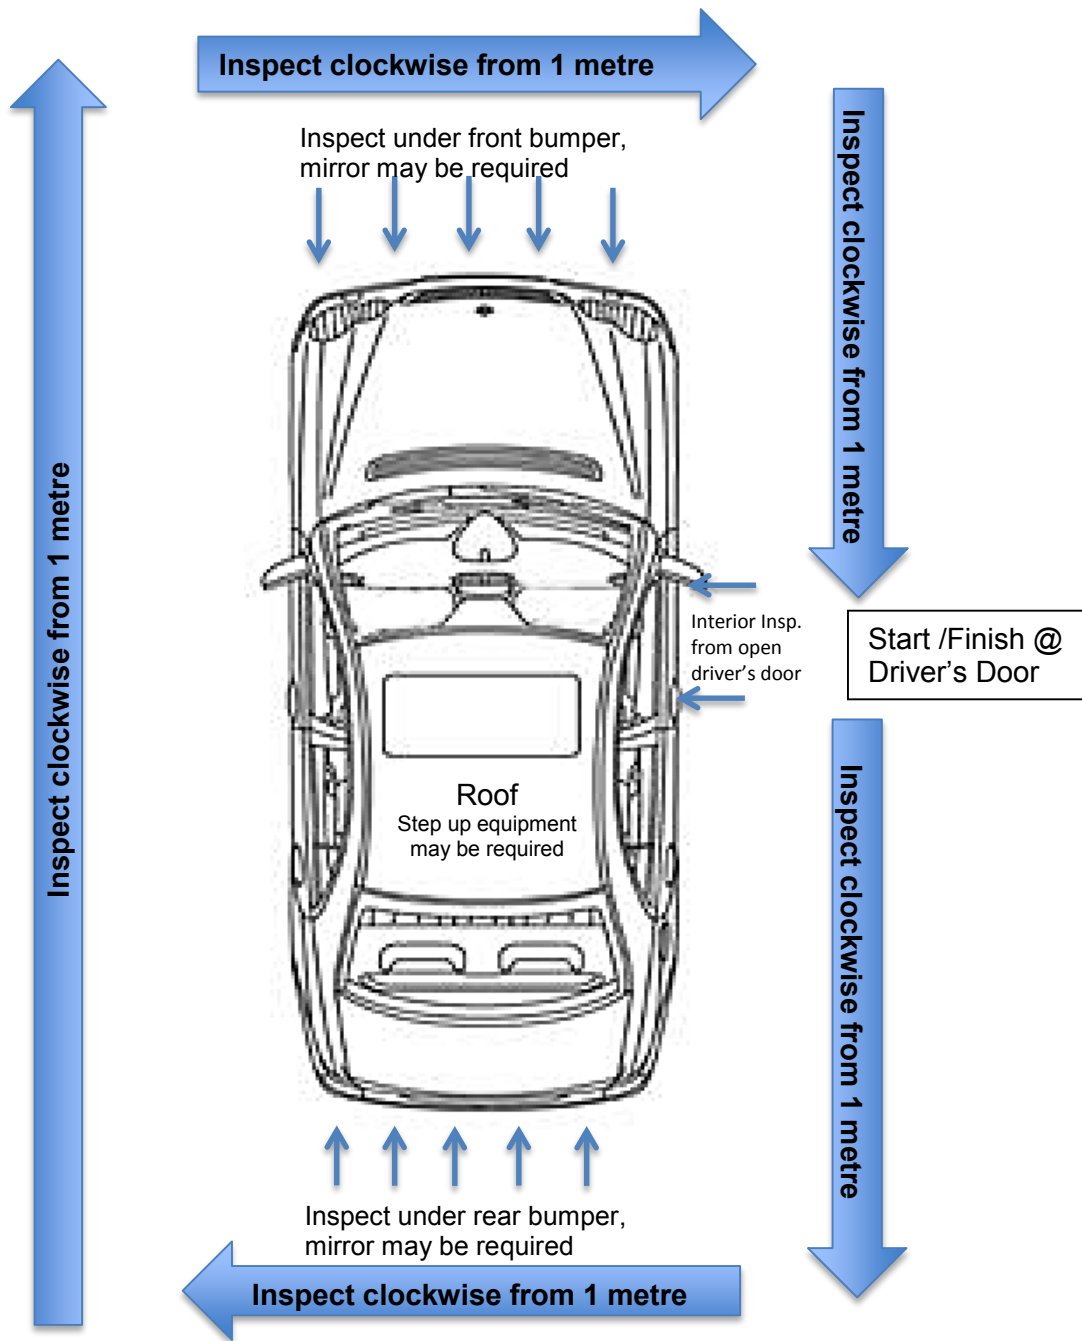 Inspect clockwise from 1 metre
Inspect under front bumper,
mirror may be required
Inspect clockwise from 1 metre
Inspect clockwise from 1 metre
Interior Insp.
from open
driver's door
Start /Finish @
Driver's Door
Roof
Step up equipment
may be required
Inspect clockwise from 1 metre
Inspect under rear bumper,
mirror may be required
Inspect clockwise from 1 metre